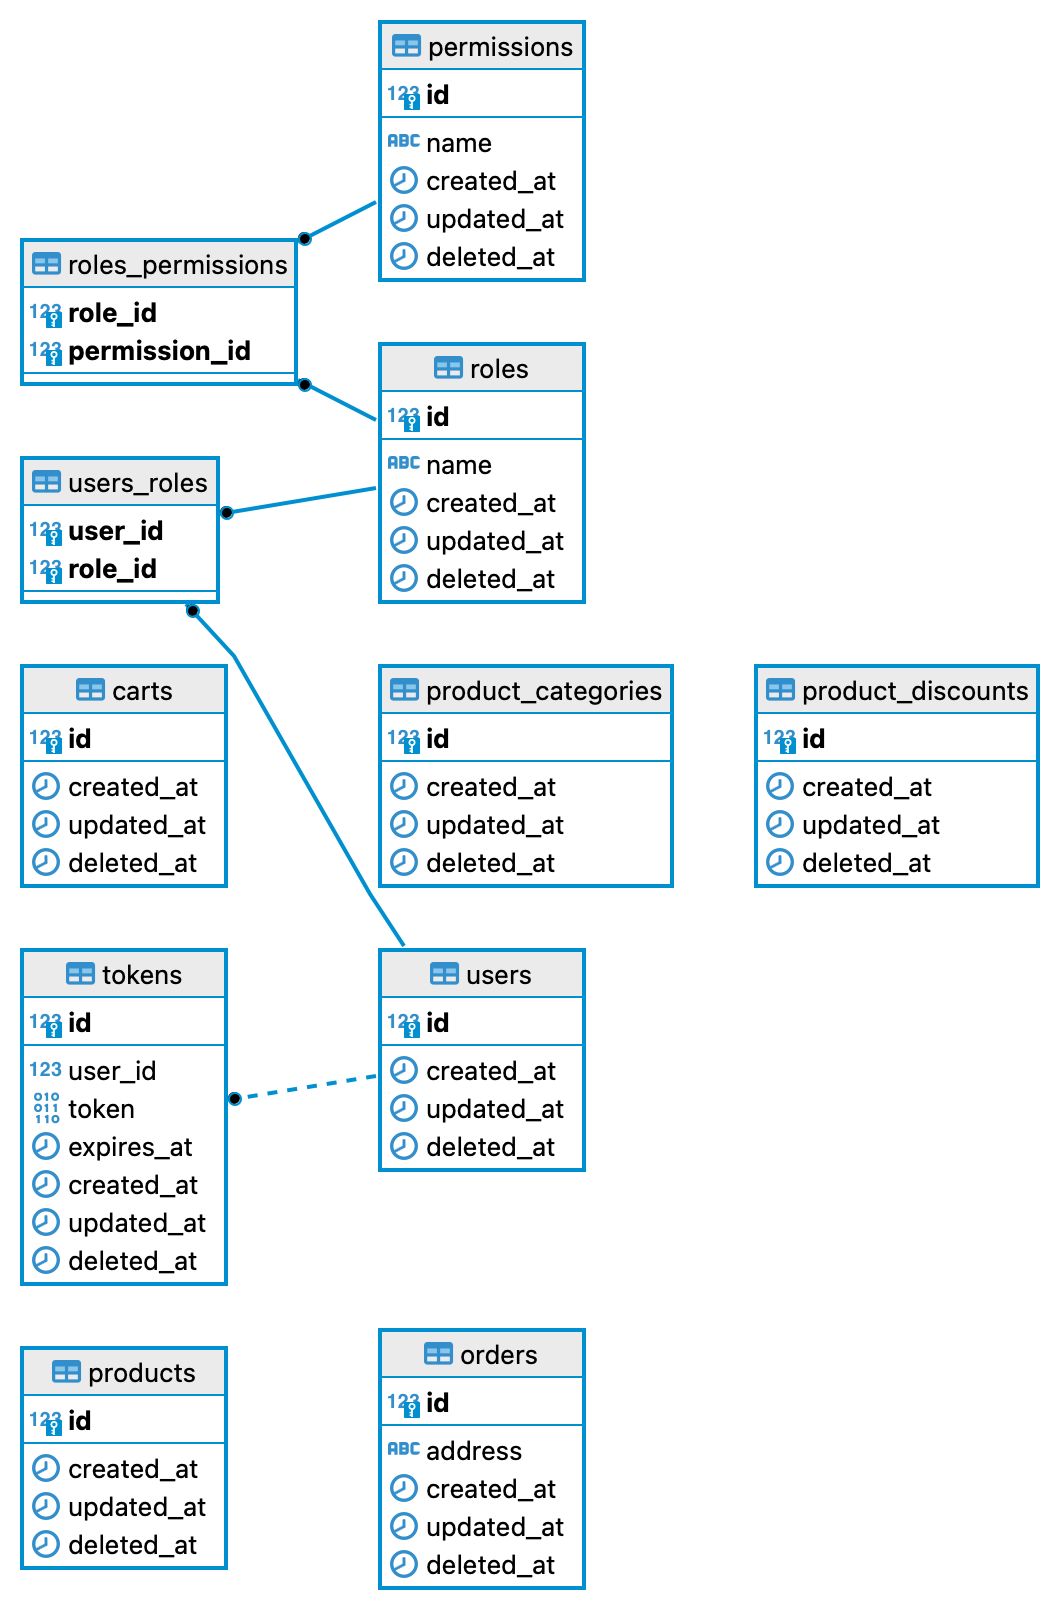 permissions
123 id
ABC name
created_at
updated_at
deleted_at
roles_permissions
123 role_id
123 permission_id
roles
123 id
ABC name
created_at
updated_at
deleted_at
users_roles
123 user_id
123 role_id
carts
123 id
created_at
updated_at
deleted_at
product_categories
123 id
created_at
updated_at
deleted_at
product_discounts
123 id
created_at
updated_at
deleted_at
tokens
123 id
123 user_id
010
011
110
token
expires_at
created_at
updated_at
deleted_at
users
123 id
created_at
updated_at
deleted_at
products
123 id
created_at
updated_at
deleted_at
orders
123 id
ABC address
created_at
updated_at
deleted_at